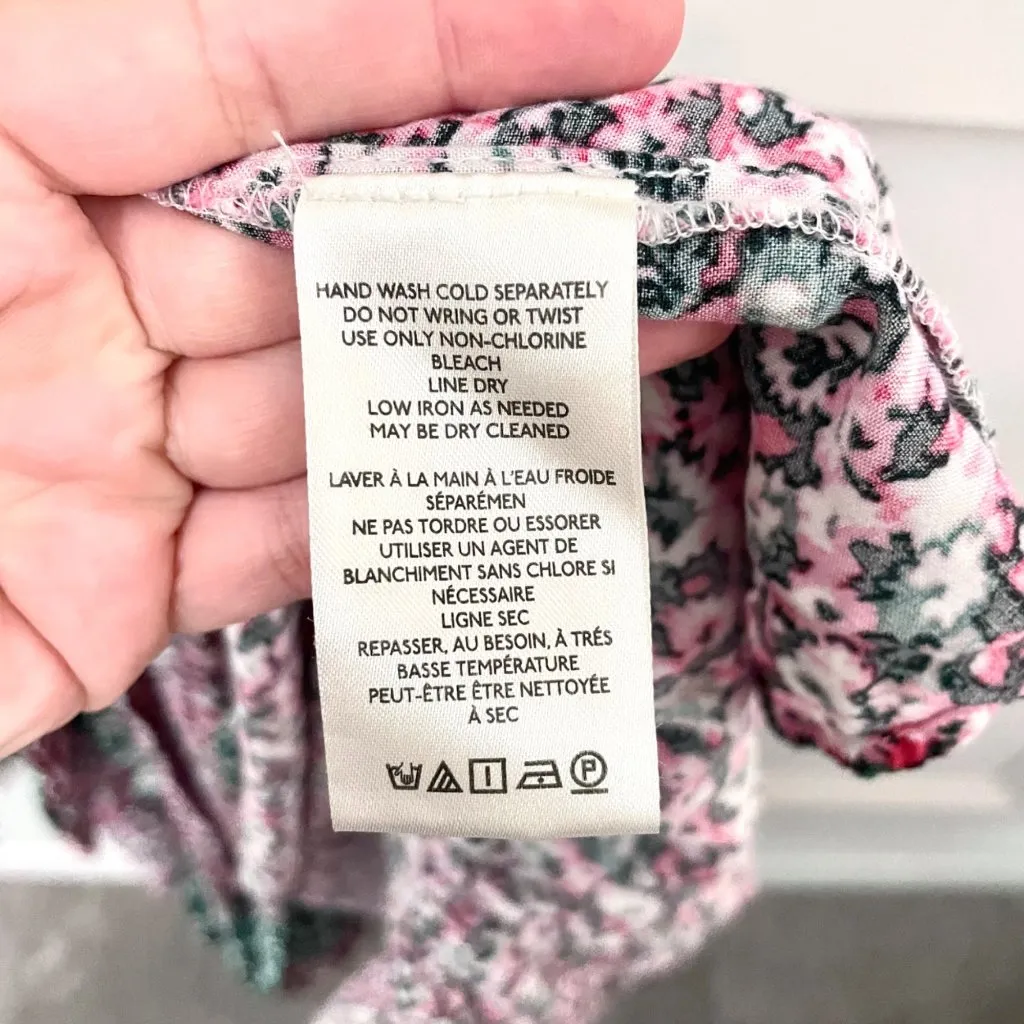 HAND WASH COLD SEPARATELY
DO NOT WRING OR TWIST
USE ONLY NON-CHLORINE
BLEACH
LINE DRY
LOW IRON AS NEEDED
MAY BE DRY CLEANED
LAVER À LA MAIN À L'EAU FROIDE
SÉPARÉMEN
NE PAS TORDRE OU ESSORER
UTILISER UN AGENT DE
BLANCHIMENT SANS CHLORE SI
NÉCESSAIRE
LIGNE SEC
REPASSER, AU BESOIN, À TRÉS
BASSE TEMPÉRATURE
PEUT-ÊTRE ÊTRE NETTOYÉE
À SEC
P